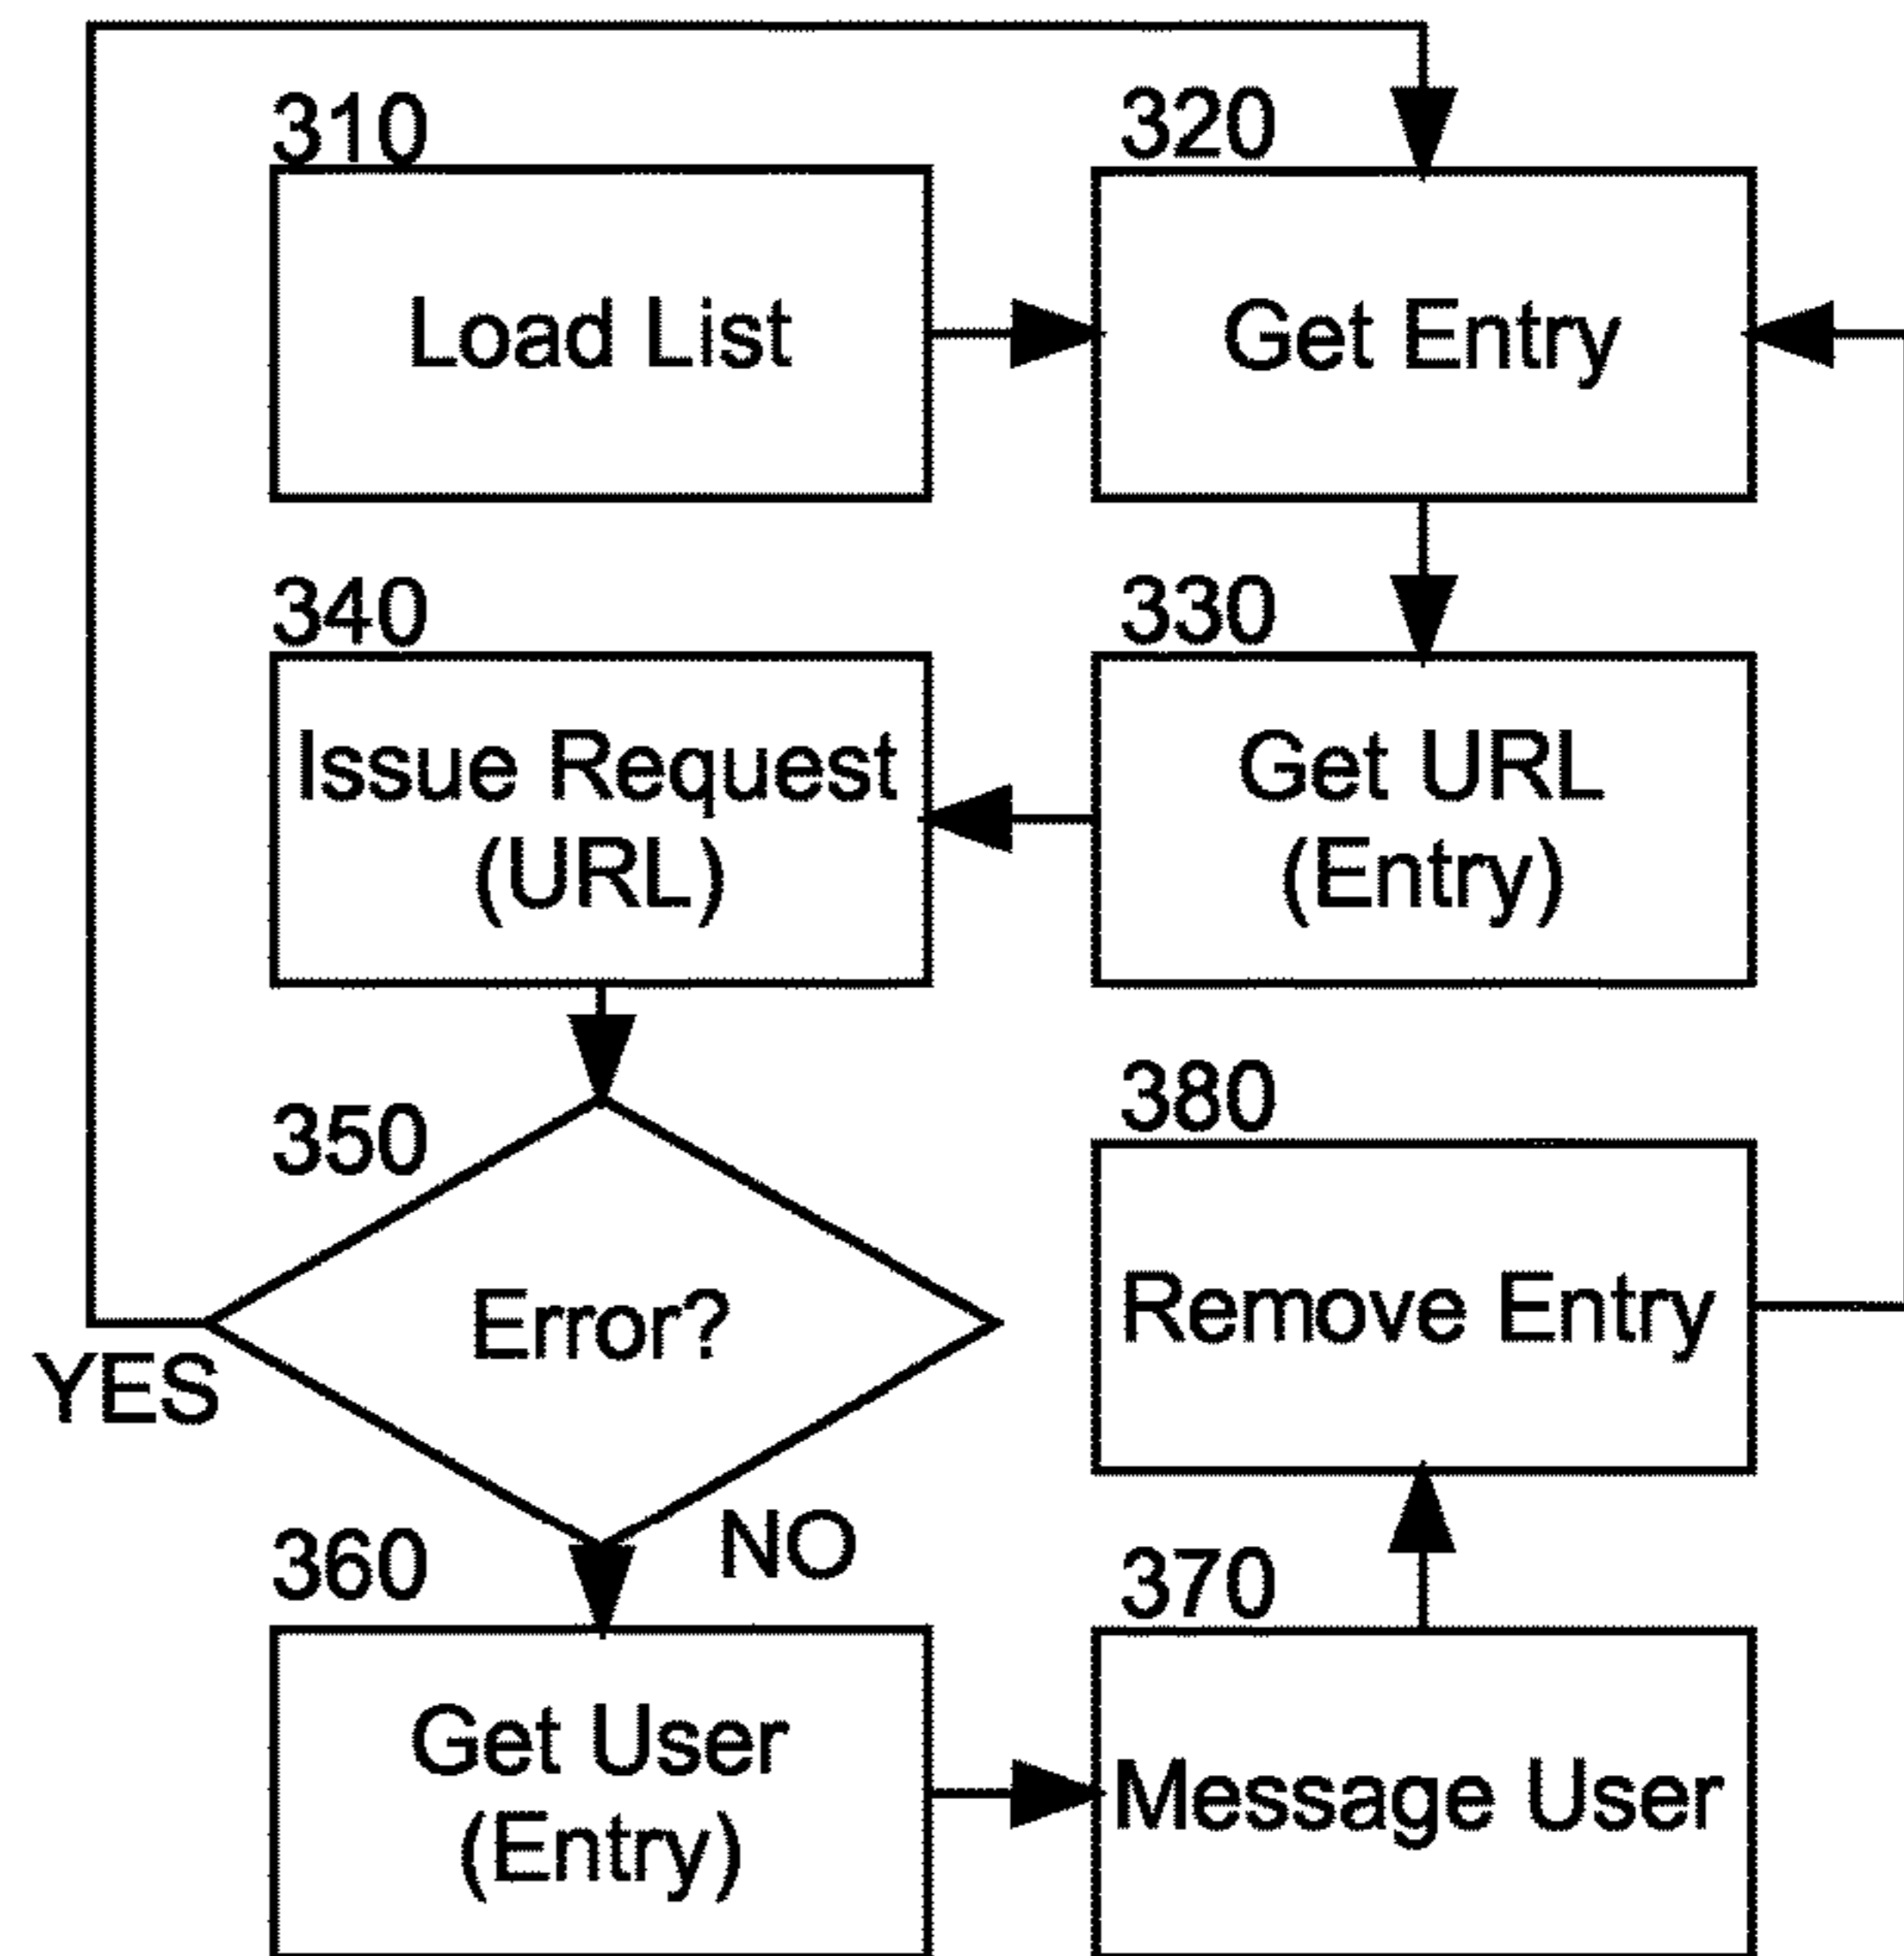 310
Load List
320
Get Entry
340
Issue Request
(URL)
330
Get URL
(Entry)
350
Error?
YES
NO
380
Remove Entry
360
Get User
(Entry)
370
Message User